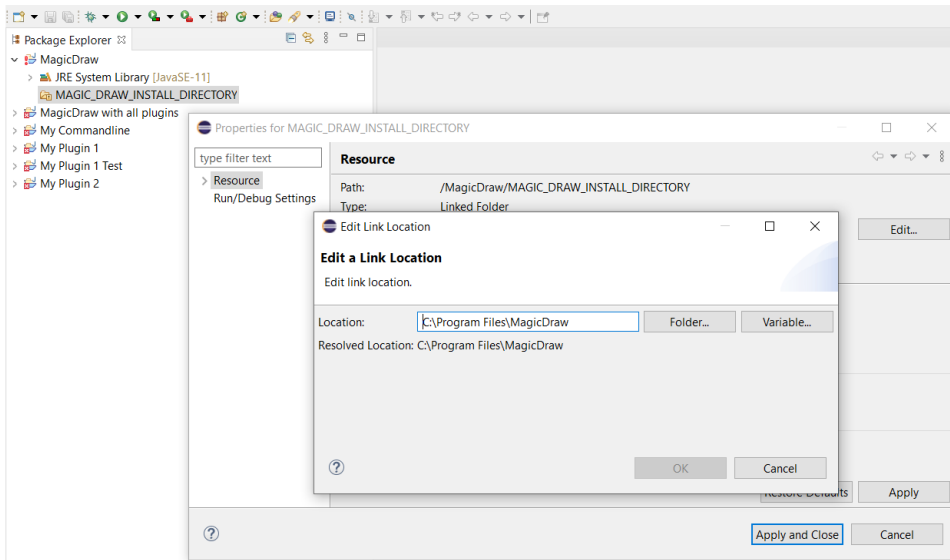 Package Explorer
MagicDraw
JRE System Library [JavaSE-11]
MAGIC_DRAW_INSTALL_DIRECTORY
MagicDraw with all plugins
My Commandline
My Plugin 1
My Plugin 1 Test
My Plugin 2
Properties for MAGIC_DRAW_INSTALL_DIRECTORY
type filter text
Resource
Run/Debug Settings
Resource
Path: /MagicDraw/MAGIC_DRAW_INSTALL_DIRECTORY
Type: Linked Folder
Edit...
Edit Link Location
Edit a Link Location
Edit link location.
Location: C:\Program Files\MagicDraw Folder... Variable...
Resolved Location: C:\Program Files\MagicDraw
OK Cancel
Restore Defaults Apply
Apply and Close Cancel